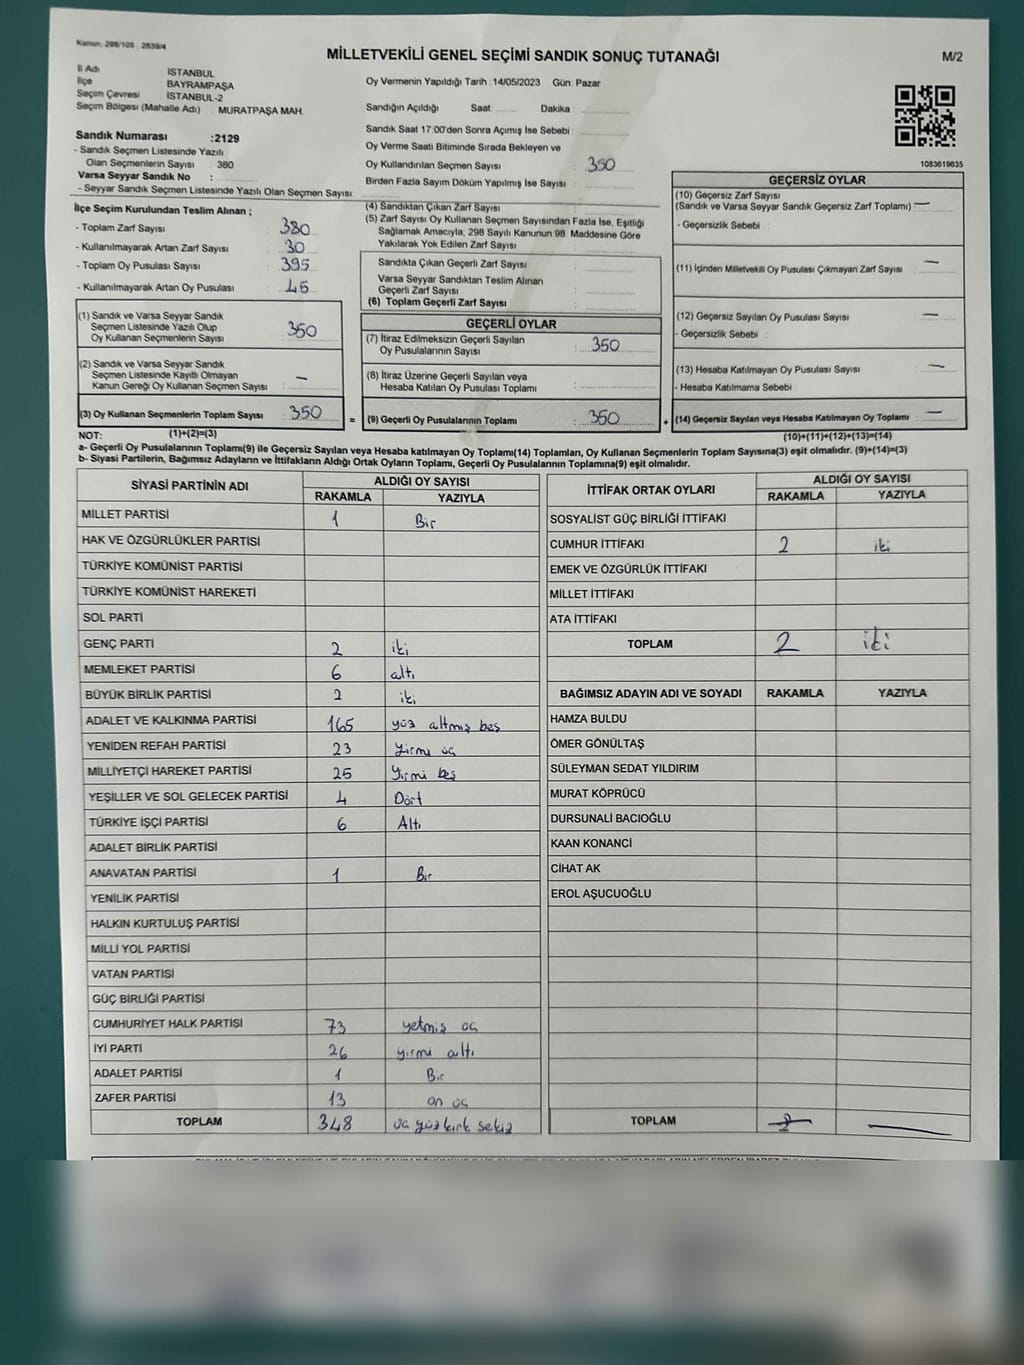 Kanun; 298/105 , 2839/4
MİLLETVEKİLİ GENEL SEÇİMİ SANDIK SONUÇ TUTANAĞI
M/2
İl Adı : İSTANBUL
İlçe : BAYRAMPAŞA
Seçim Çevresi : İSTANBUL-2
Seçim Bölgesi (Mahalle Adı) : MURATPAŞA MAH.
Oy Vermenin Yapıldığı Tarih : 14/05/2023 Gün: Pazar
Sandığın Açıldığı Saat: ....... Dakika: ..............
Sandık Saat 17:00'den Sonra Açımış İse Sebebi : ..............
Oy Verme Saati Bitiminde Sırada Bekleyen ve
Oy Kullandırılan Seçmen Sayısı : 350
Birden Fazla Sayım Döküm Yapılmış İse Sayısı : ..............
Sandık Numarası :2129
- Sandık Seçmen Listesinde Yazılı
Olan Seçmenlerin Sayısı : 380
Varsa Seyyar Sandık No : ..............
- Seyyar Sandık Seçmen Listesinde Yazılı Olan Seçmen Sayısı: ..............
1083619635
İlçe Seçim Kurulundan Teslim Alınan ;
- Toplam Zarf Sayısı : 380
- Kullanılmayarak Artan Zarf Sayısı : 30
- Toplam Oy Pusulası Sayısı : 395
- Kullanılmayarak Artan Oy Pusulası : 45
(1) Sandık ve Varsa Seyyar Sandık
Seçmen Listesinde Yazılı Olup
Oy Kullanan Seçmenlerin Sayısı : 350
(2) Sandık ve Varsa Seyyar Sandık
Seçmen Listesinde Kayıtlı Olmayan
Kanun Gereği Oy Kullanan Seçmen Sayısı : —
(3) Oy Kullanan Seçmenlerin Toplam Sayısı : 350
(1)+(2)=(3)
(4) Sandıktan Çıkan Zarf Sayısı : ..............
(5) Zarf Sayısı Oy Kullanan Seçmen Sayısından Fazla İse, Eşitliği
Sağlamak Amacıyla; 298 Sayılı Kanunun 98. Maddesine Göre
Yakılarak Yok Edilen Zarf Sayısı : ..............
Sandıkta Çıkan Geçerli Zarf Sayısı : ..............
Varsa Seyyar Sandıktan Teslim Alınan
Geçerli Zarf Sayısı : ..............
(6) Toplam Geçerli Zarf Sayısı : ..............
GEÇERLİ OYLAR
(7) İtiraz Edilmeksizin Geçerli Sayılan
Oy Pusulalarının Sayısı : 350
(8) İtiraz Üzerine Geçerli Sayılan veya
Hesaba Katılan Oy Pusulası Toplamı : ..............
= (9) Geçerli Oy Pusulalarının Toplamı : 350 +
GEÇERSİZ OYLAR
(10) Geçersiz Zarf Sayısı
(Sandık ve Varsa Seyyar Sandık Geçersiz Zarf Toplamı) : —
- Geçersizlik Sebebi :
(11) İçinden Milletvekili Oy Pusulası Çıkmayan Zarf Sayısı : —
(12) Geçersiz Sayılan Oy Pusulası Sayısı : —
- Geçersizlik Sebebi :
(13) Hesaba Katılmayan Oy Pusulası Sayısı : —
- Hesaba Katılmama Sebebi :
(14) Geçersiz Sayılan veya Hesaba Katılmayan Oy Toplamı : —
(10)+(11)+(12)+(13)=(14)
NOT:
a- Geçerli Oy Pusulalarının Toplamı(9) ile Geçersiz Sayılan veya Hesaba katılmayan Oy Toplamı(14) Toplamları, Oy Kullanan Seçmenlerin Toplam Sayısına(3) eşit olmalıdır. (9)+(14)=(3)
b- Siyasi Partilerin, Bağımsız Adayların ve İttifakların Aldığı Ortak Oyların Toplamı, Geçerli Oy Pusulalarının Toplamına(9) eşit olmalıdır.
SİYASİ PARTİNİN ADI ALDIĞI OY SAYISI
RAKAMLA YAZIYLA
MİLLET PARTİSİ 1 Bir
HAK VE ÖZGÜRLÜKLER PARTİSİ
TÜRKİYE KOMÜNİST PARTİSİ
TÜRKİYE KOMÜNİST HAREKETİ
SOL PARTİ
GENÇ PARTİ 2 iki
MEMLEKET PARTİSİ 6 altı
BÜYÜK BİRLİK PARTİSİ 2 iki
ADALET VE KALKINMA PARTİSİ 165 yüz altmış beş
YENİDEN REFAH PARTİSİ 23 yirmi üç
MİLLİYETÇİ HAREKET PARTİSİ 25 yirmi beş
YEŞİLLER VE SOL GELECEK PARTİSİ 4 Dört
TÜRKİYE İŞÇİ PARTİSİ 6 Altı
ADALET BİRLİK PARTİSİ
ANAVATAN PARTİSİ 1 Bir
YENİLİK PARTİSİ
HALKIN KURTULUŞ PARTİSİ
MİLLİ YOL PARTİSİ
VATAN PARTİSİ
GÜÇ BİRLİĞİ PARTİSİ
CUMHURİYET HALK PARTİSİ 73 yetmiş üç
İYİ PARTİ 26 yirmi altı
ADALET PARTİSİ 1 Bir
ZAFER PARTİSİ 13 on üç
TOPLAM 348 üç yüz kırk sekiz
İTTİFAK ORTAK OYLARI ALDIĞI OY SAYISI
RAKAMLA YAZIYLA
SOSYALİST GÜÇ BİRLİĞİ İTTİFAKI
CUMHUR İTTİFAKI 2 iki
EMEK VE ÖZGÜRLÜK İTTİFAKI
MİLLET İTTİFAKI
ATA İTTİFAKI
TOPLAM 2 iki
BAĞIMSIZ ADAYIN ADI VE SOYADI RAKAMLA YAZIYLA
HAMZA BULDU
ÖMER GÖNÜLTAŞ
SÜLEYMAN SEDAT YILDIRIM
MURAT KÖPRÜCÜ
DURSUNALİ BACIOĞLU
KAAN KONANCİ
CİHAT AK
EROL AŞUCUOĞLU
TOPLAM 2 —